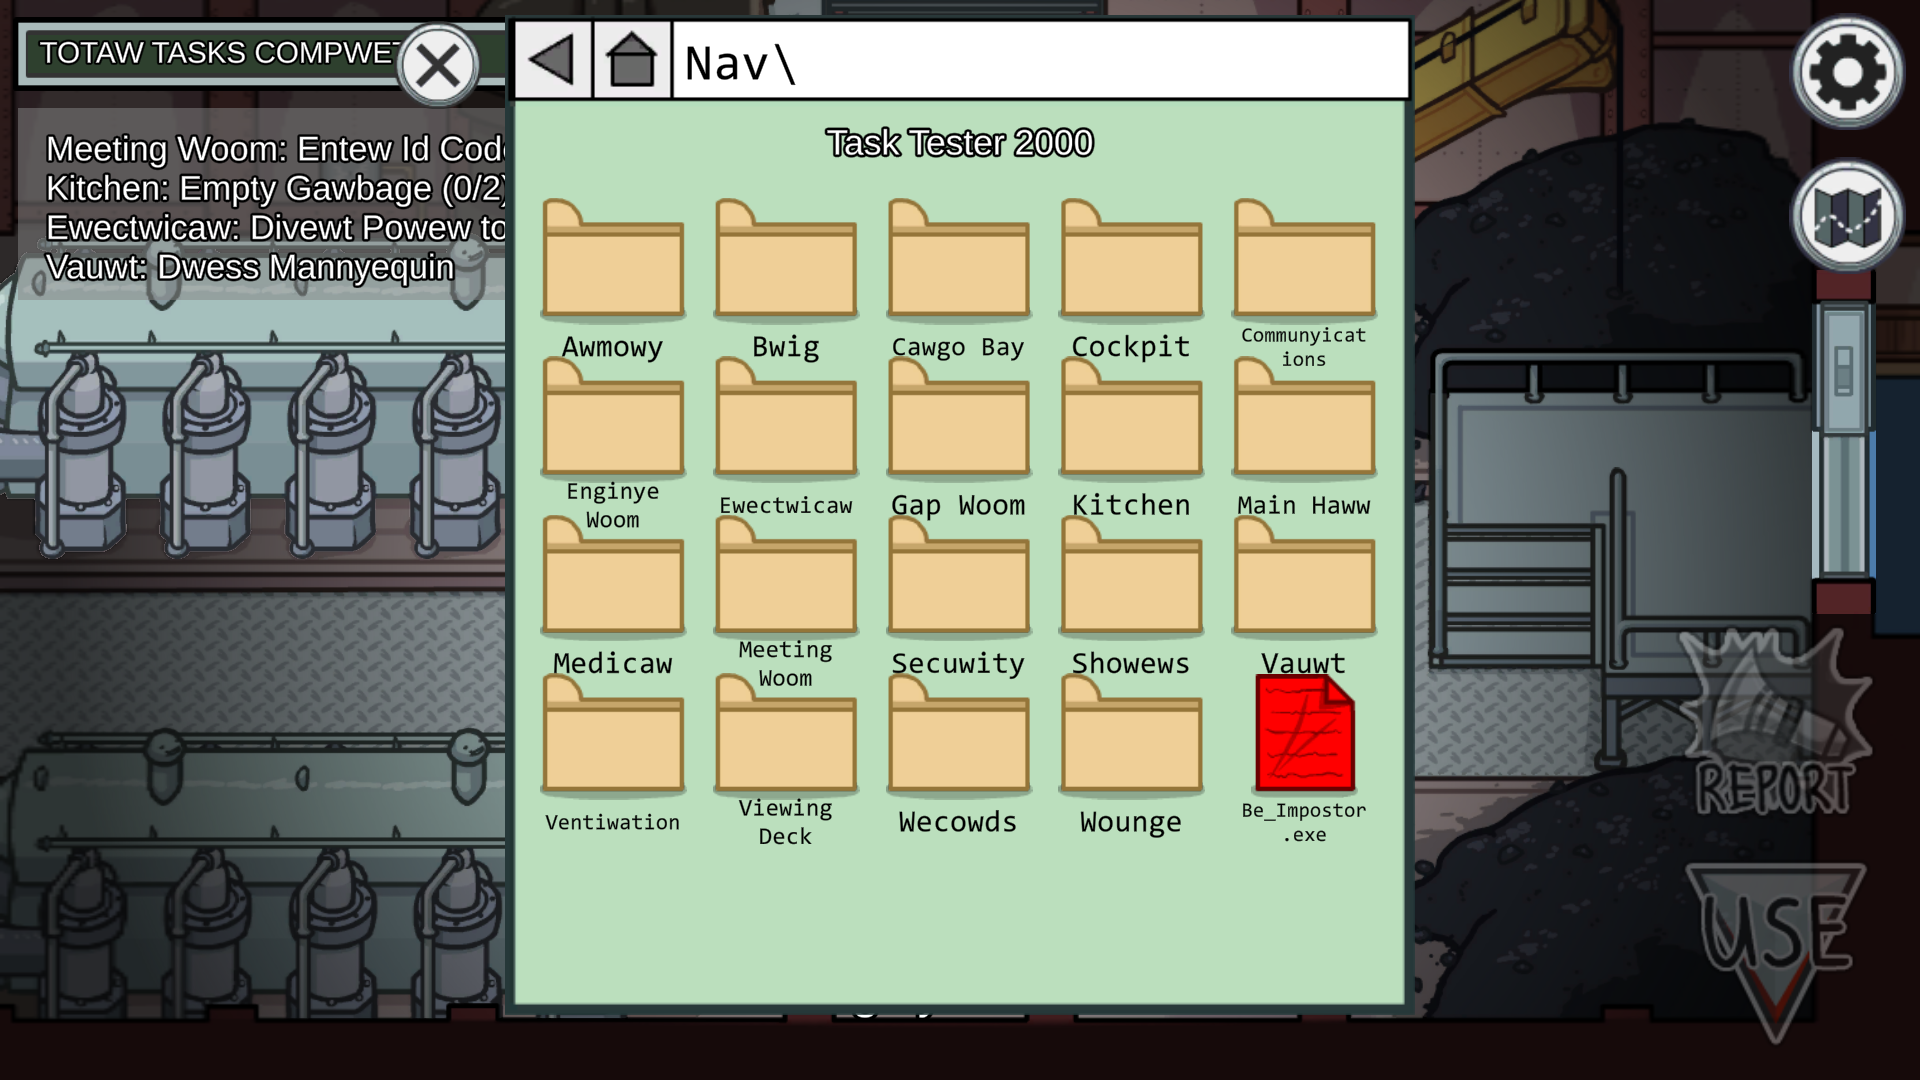 TOTAW TASKS COMPWET
Nav\
Meeting Woom: Entew Id Code
Kitchen: Empty Gawbage (0/2)
Ewectwicaw: Divewt Powew to
Vauwt: Dwess Mannyequin
Task Tester 2000
Awmowy
Bwig
Cawgo Bay
Cockpit
Communyicat
ions
Enginye
Woom
Ewectwicaw
Gap Woom
Kitchen
Main Haww
Medicaw
Meeting
Woom
Secuwity
Showews
Vauwt
Ventiwation
Viewing
Deck
Wecowds
Wounge
Be_Impostor
.exe
REPORT
USE